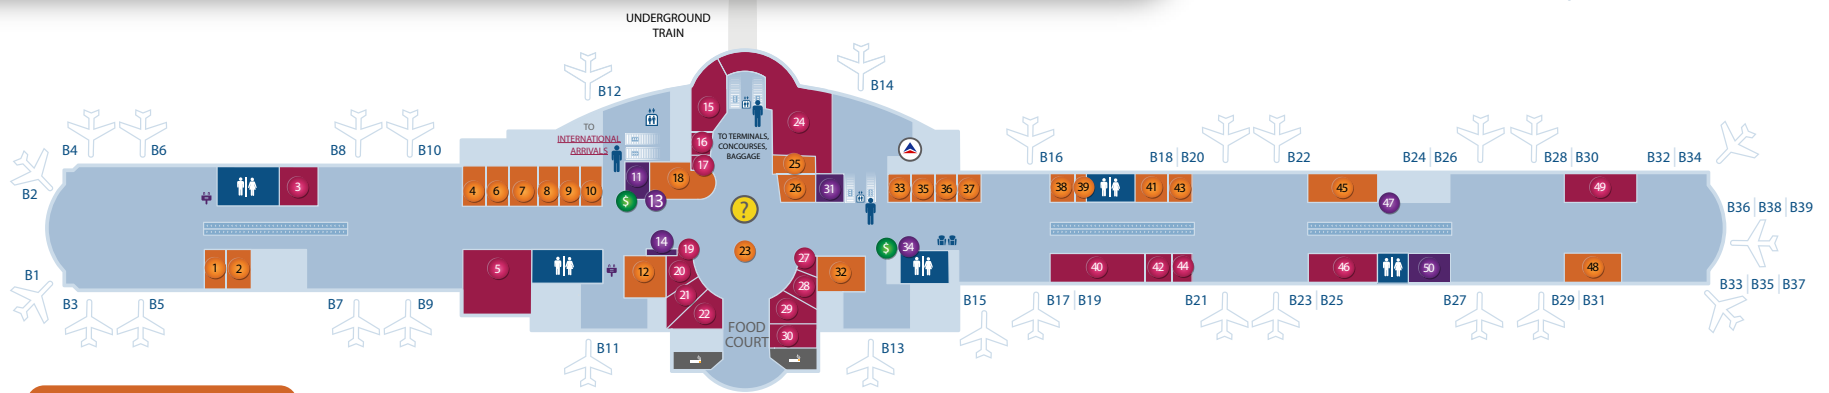 UNDERGROUND
TRAIN
B12
B14
TO
INTERNATIONAL
ARRIVALS
TO TERMINALS,
CONCOURSES,
BAGGAGE
15
16
17
24
25
26
B4
B6
B8
B10
B16
B18 B20
B22
B24 B26
B28 B30
B32 B34
B2
3
4
6
7
8
9
10
11
18
31
33
35
36
37
38
39
41
43
45
47
49
$
13
?
B36 B38 B39
14
19
23
27
$
34
B1
1
2
5
12
20
21
22
28
29
30
32
40
42
44
46
50
48
B33 B35 B37
B3
B5
B7
B9
FOOD
COURT
B11
B13
B15
B17 B19
B21
B23 B25
B27
B29 B31